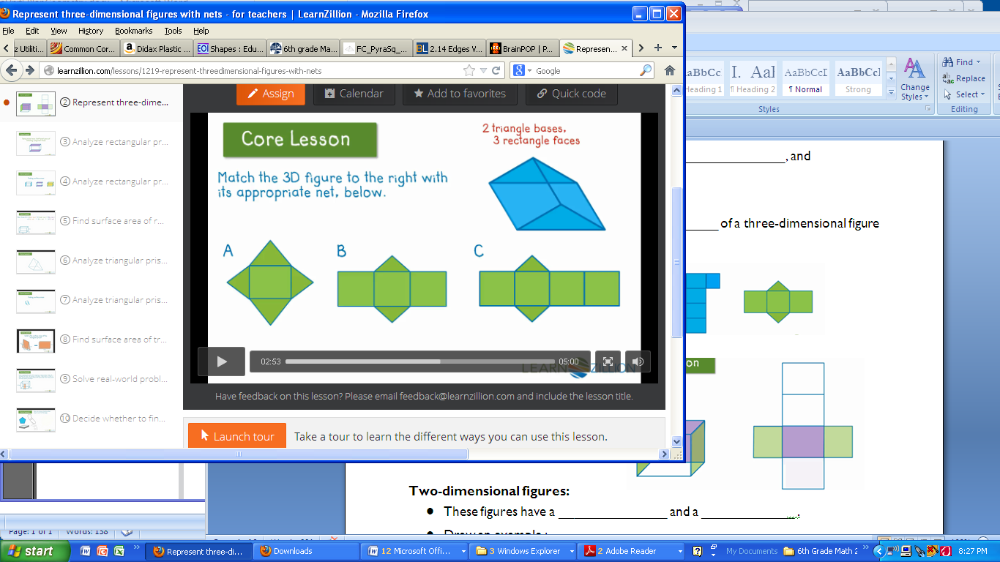 Represent three-dimensional figures with nets - for teachers | LearnZillion - Mozilla Firefox
File Edit View History Bookmarks Tools Help
z Utiliti... Common Cor... Didax Plastic ... Shapes : Edu... 6th grade Ma... FC_PyraSq_... 2.14 Edges V... BrainPOP | P... Represen...
learnzillion.com/lessons/1219-represent-threedimensional-figures-with-nets
Google
Assign Calendar Add to favorites Quick code
2 Represent three-dime...
3 Analyze rectangular pr...
4 Analyze rectangular pr...
5 Find surface area of r...
6 Analyze triangular pris...
7 Analyze triangular pris...
8 Find surface area of tr...
9 Solve real-world probl...
10 Decide whether to fin...
Core Lesson
2 triangle bases,
3 rectangle faces
Match the 3D figure to the right with
its appropriate net, below.
A B C
02:53 05:00
LEARN ZILLION
Have feedback on this lesson? Please email feedback@learnzillion.com and include the lesson title.
Launch tour Take a tour to learn the different ways you can use this lesson.
aBbCc I. AaI AaBbCcI AaBbCcI
Heading 1 ¶ Heading 2 ¶ Normal Strong
Change
Styles
Styles
Find
Replace
Select
Editing
, and
of a three-dimensional figure
on
Two-dimensional figures:
• These figures have a _______________ and a _____________.
• Draw an example :
Page: 1 of 1 Words: 138
start Represent three-di... Downloads 12 Microsoft Offi... 3 Windows Explorer 2 Adobe Reader My Documents 6th Grade Math 2 8:27 PM